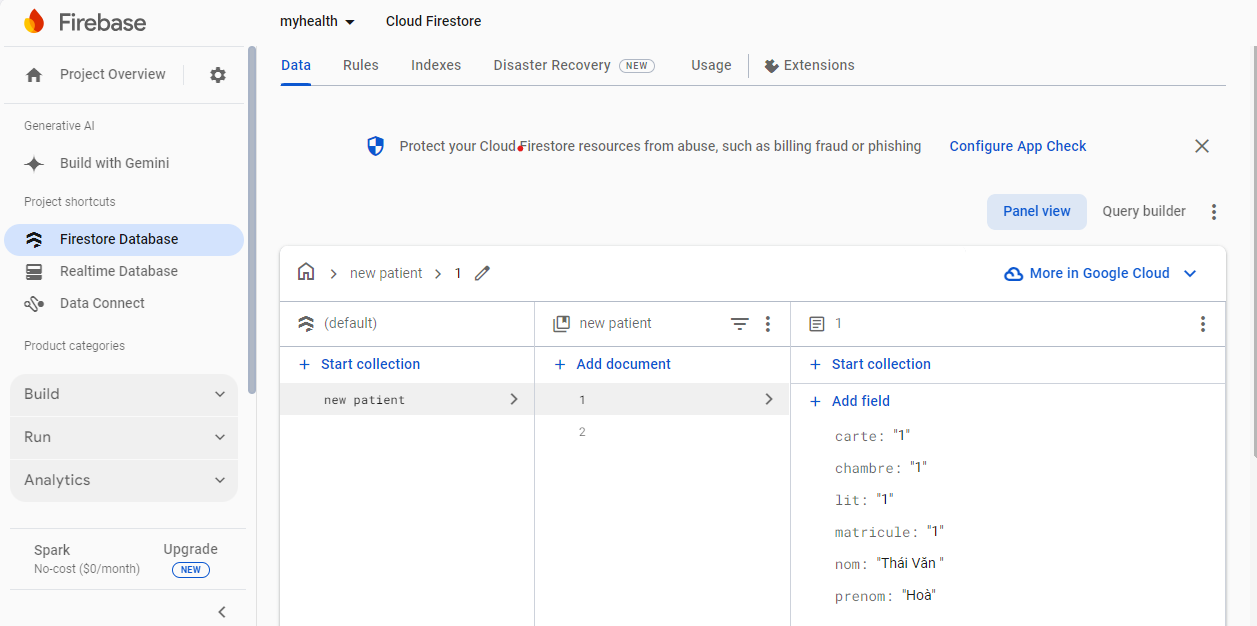 Firebase
myhealth
Cloud Firestore
Project Overview
Data Rules Indexes Disaster Recovery NEW Usage Extensions
Generative AI
Build with Gemini
Protect your Cloud Firestore resources from abuse, such as billing fraud or phishing Configure App Check
Project shortcuts
Panel view Query builder
Firestore Database
Realtime Database
Data Connect
new patient 1
More in Google Cloud
Product categories
(default) new patient 1
Start collection Add document Start collection
Build
Run
Analytics
new patient
1
2
Add field
carte: "1"
chambre: "1"
lit: "1"
matricule: "1"
nom: "Thái Văn "
prenom: "Hoà"
Spark
No-cost ($0/month)
Upgrade
NEW